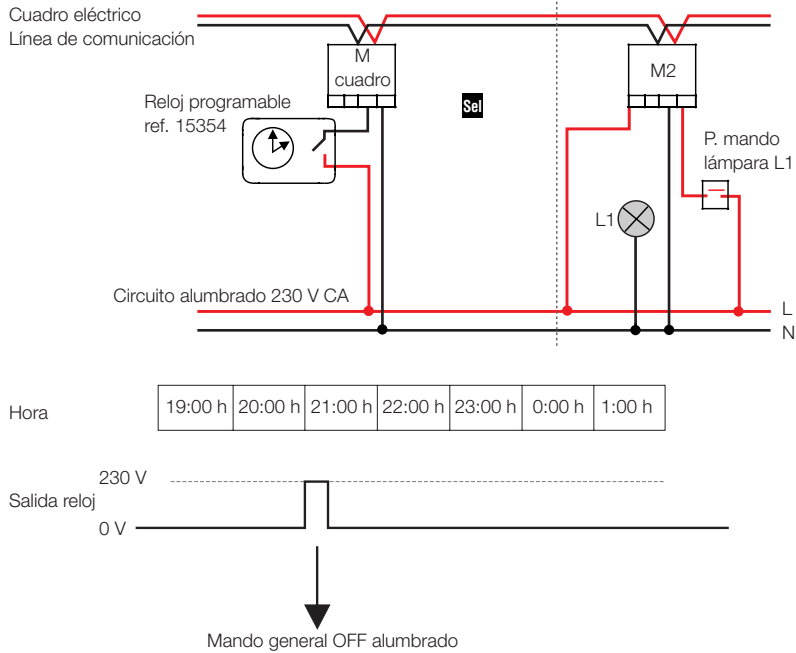 Cuadro eléctrico
Línea de comunicación
M
cuadro
M2
Reloj programable
ref. 15354
Sel
P. mando
lámpara L1
L1
Circuito alumbrado 230 V CA
L
N
Hora
19:00 h 20:00 h 21:00 h 22:00 h 23:00 h 0:00 h 1:00 h
230 V
Salida reloj
0 V
Mando general OFF alumbrado